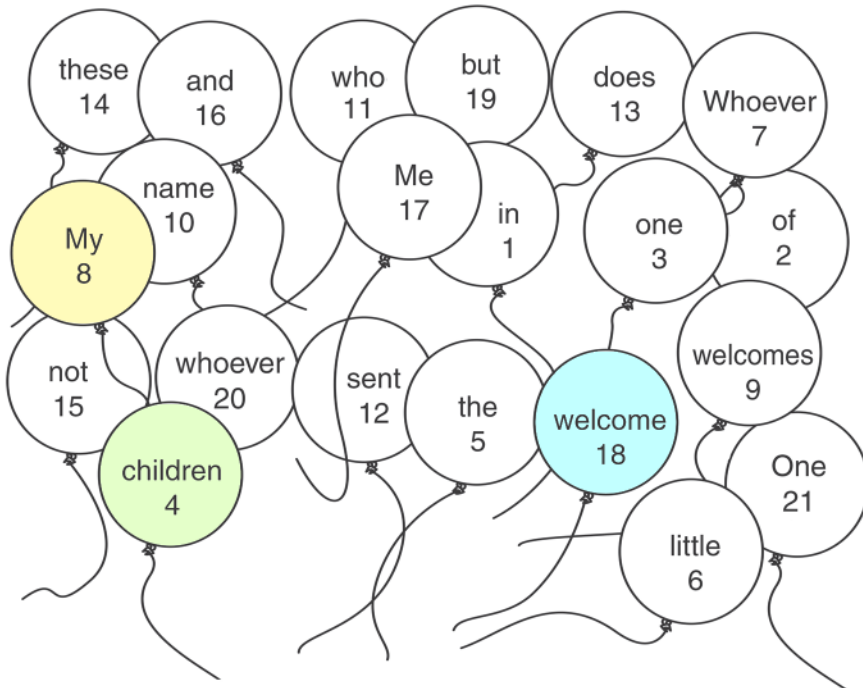 these
14
and
16
who
11
but
19
does
13
Whoever
7
name
10
Me
17
My
8
in
1
one
3
of
2
not
15
whoever
20
sent
12
the
5
welcomes
9
children
4
welcome
18
One
21
little
6